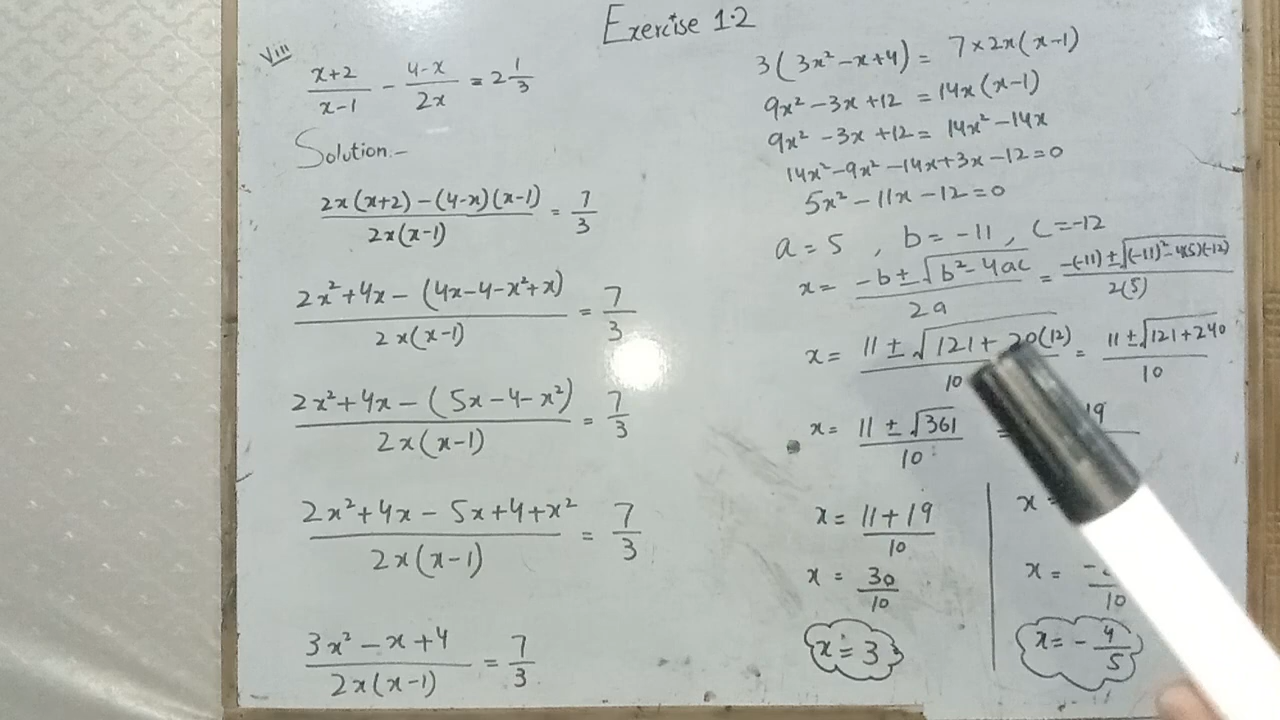 Exercise 1.2
viii
x+2/x-1 - 4-x/2x = 2 1/3
Solution:-
2x(x+2)-(4-x)(x-1)/2x(x-1) = 7/3
2x²+4x-(4x-4-x²+x)/2x(x-1) = 7/3
2x²+4x-(5x-4-x²)/2x(x-1) = 7/3
2x²+4x-5x+4+x²/2x(x-1) = 7/3
3x²-x+4/2x(x-1) = 7/3
3(3x²-x+4) = 7×2x(x-1)
9x²-3x+12 = 14x(x-1)
9x²-3x+12 = 14x²-14x
14x²-9x²-14x+3x-12=0
5x²-11x-12=0
a=5, b=-11, c=-12
x= -b±√b²-4ac/2a = -(-11)±√(-11)²-4(5)(-12)/2(5)
x= 11±√121+20(12)/10 = 11±√121+240/10
x= 11±√361/10 = 19
x= 11+19/10
x=
x= 30/10
x= /10
x=3
x=-4/5